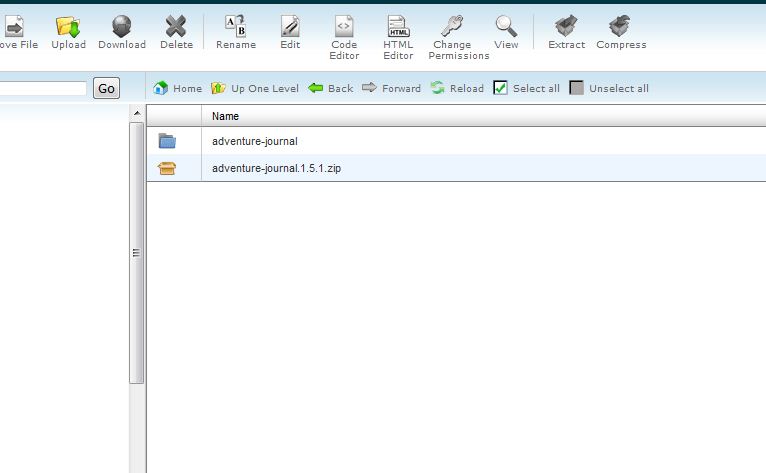 ove File Upload Download Delete Rename Edit Code Editor HTML Editor Change Permissions View Extract Compress
Go Home Up One Level Back Forward Reload Select all Unselect all
Name
adventure-journal
adventure-journal.1.5.1.zip